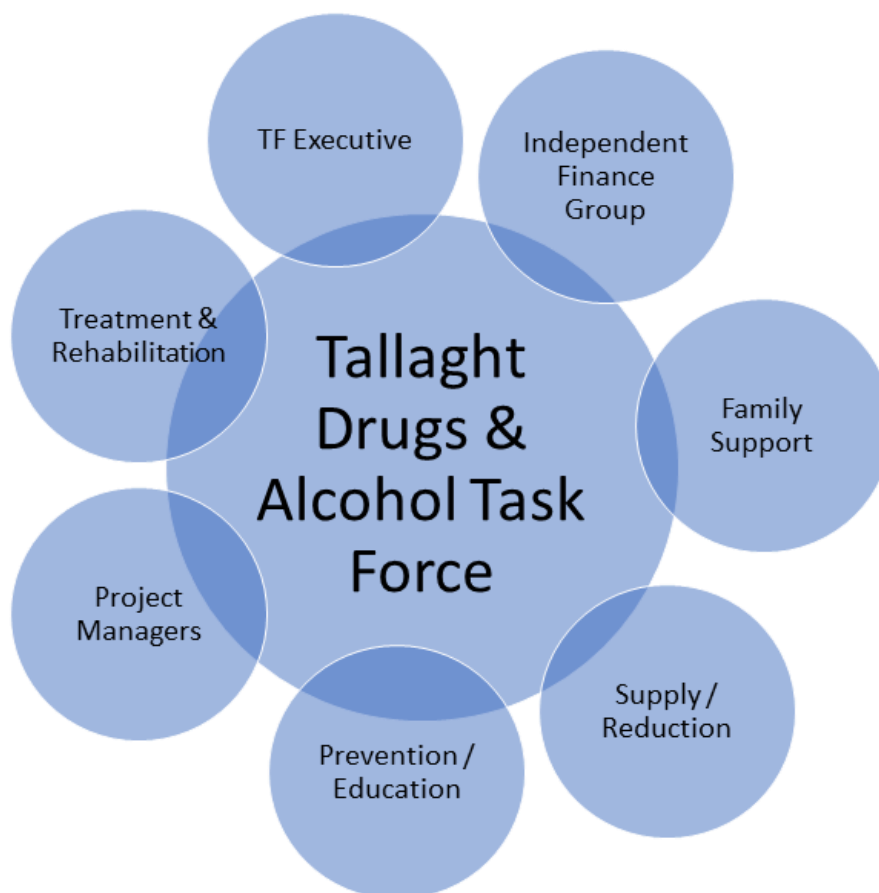 TF Executive
Independent
Finance
Group
Treatment &
Rehabilitation
Tallaght
Drugs &
Alcohol Task
Force
Family
Support
Project
Managers
Supply /
Reduction
Prevention /
Education